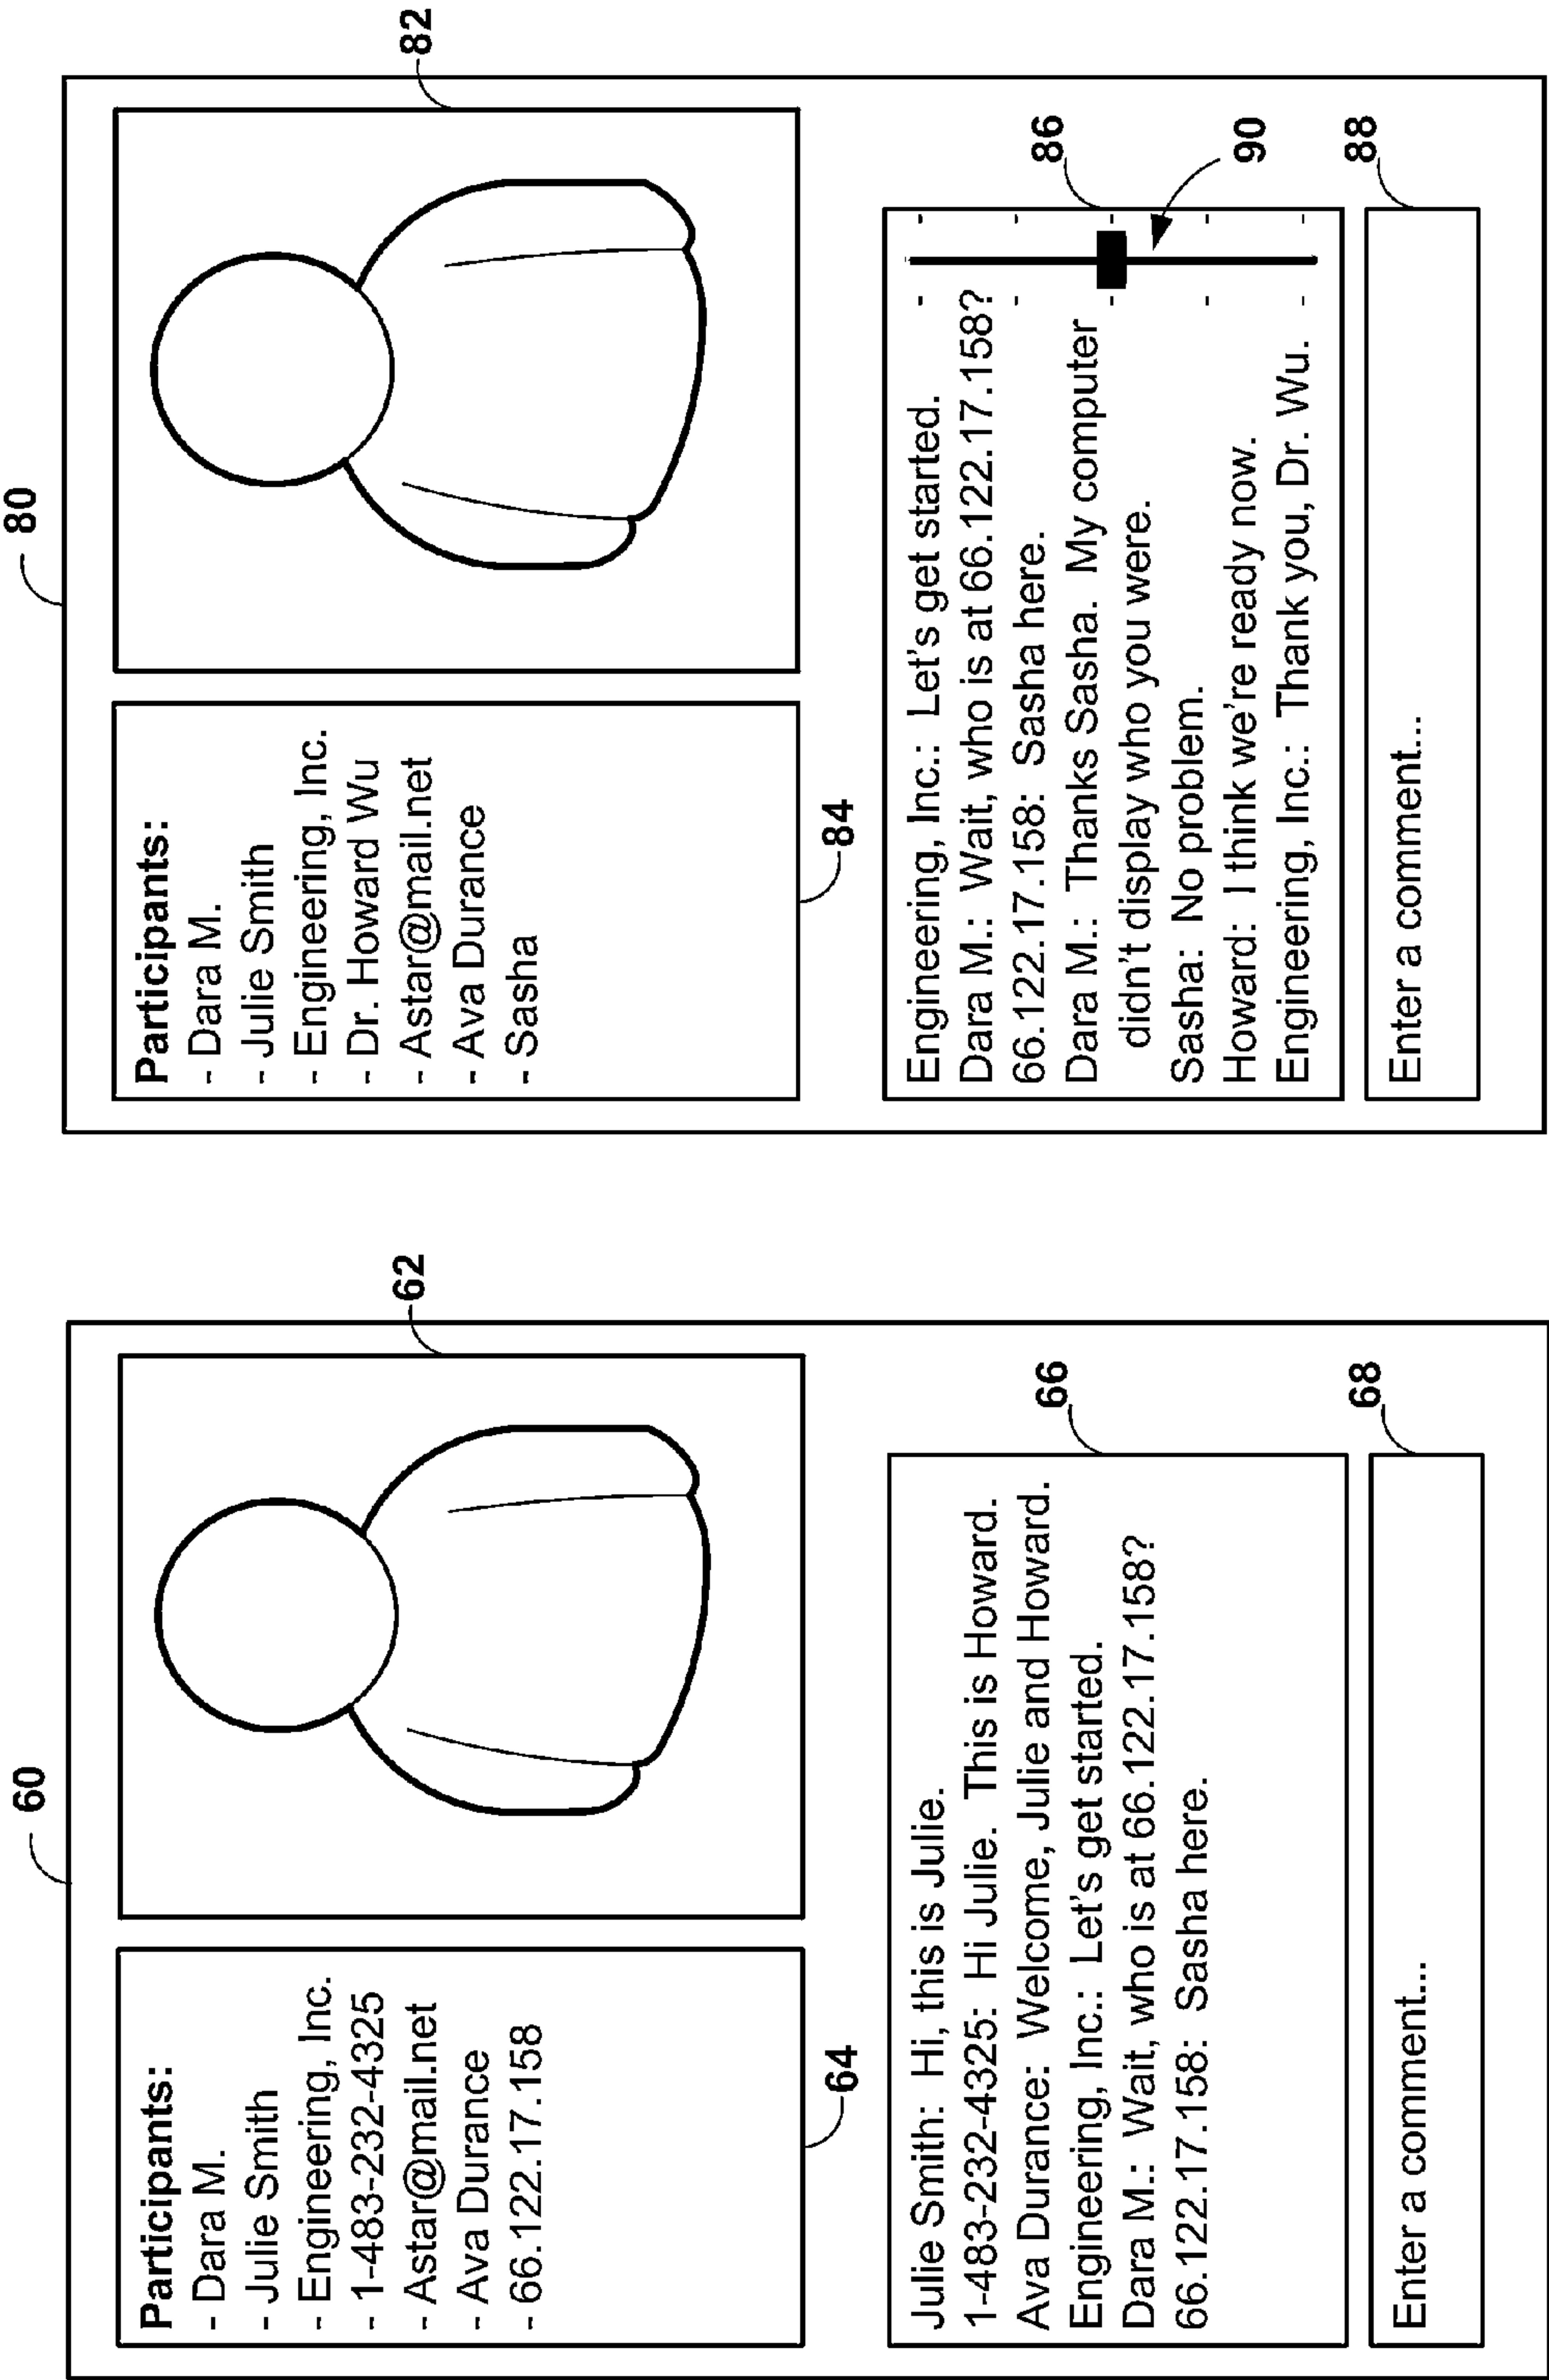 60
62
Participants:
- Dara M.
- Julie Smith
- Engineering, Inc.
- 1-483-232-4325
- Astar@mail.net
- Ava Durance
- 66.122.17.158
64
66
Julie Smith: Hi, this is Julie.
1-483-232-4325: Hi Julie. This is Howard.
Ava Durance: Welcome, Julie and Howard.
Engineering, Inc.: Let's get started.
Dara M.: Wait, who is at 66.122.17.158?
66.122.17.158: Sasha here.
68
Enter a comment...
80
82
Participants:
- Dara M.
- Julie Smith
- Engineering, Inc.
- Dr. Howard Wu
- Astar@mail.net
- Ava Durance
- Sasha
84
86
Engineering, Inc.: Let's get started.
Dara M.: Wait, who is at 66.122.17.158?
66.122.17.158: Sasha here.
Dara M.: Thanks Sasha. My computer
didn't display who you were.
Sasha: No problem.
Howard: I think we're ready now.
Engineering, Inc.: Thank you, Dr. Wu.
90
88
Enter a comment...